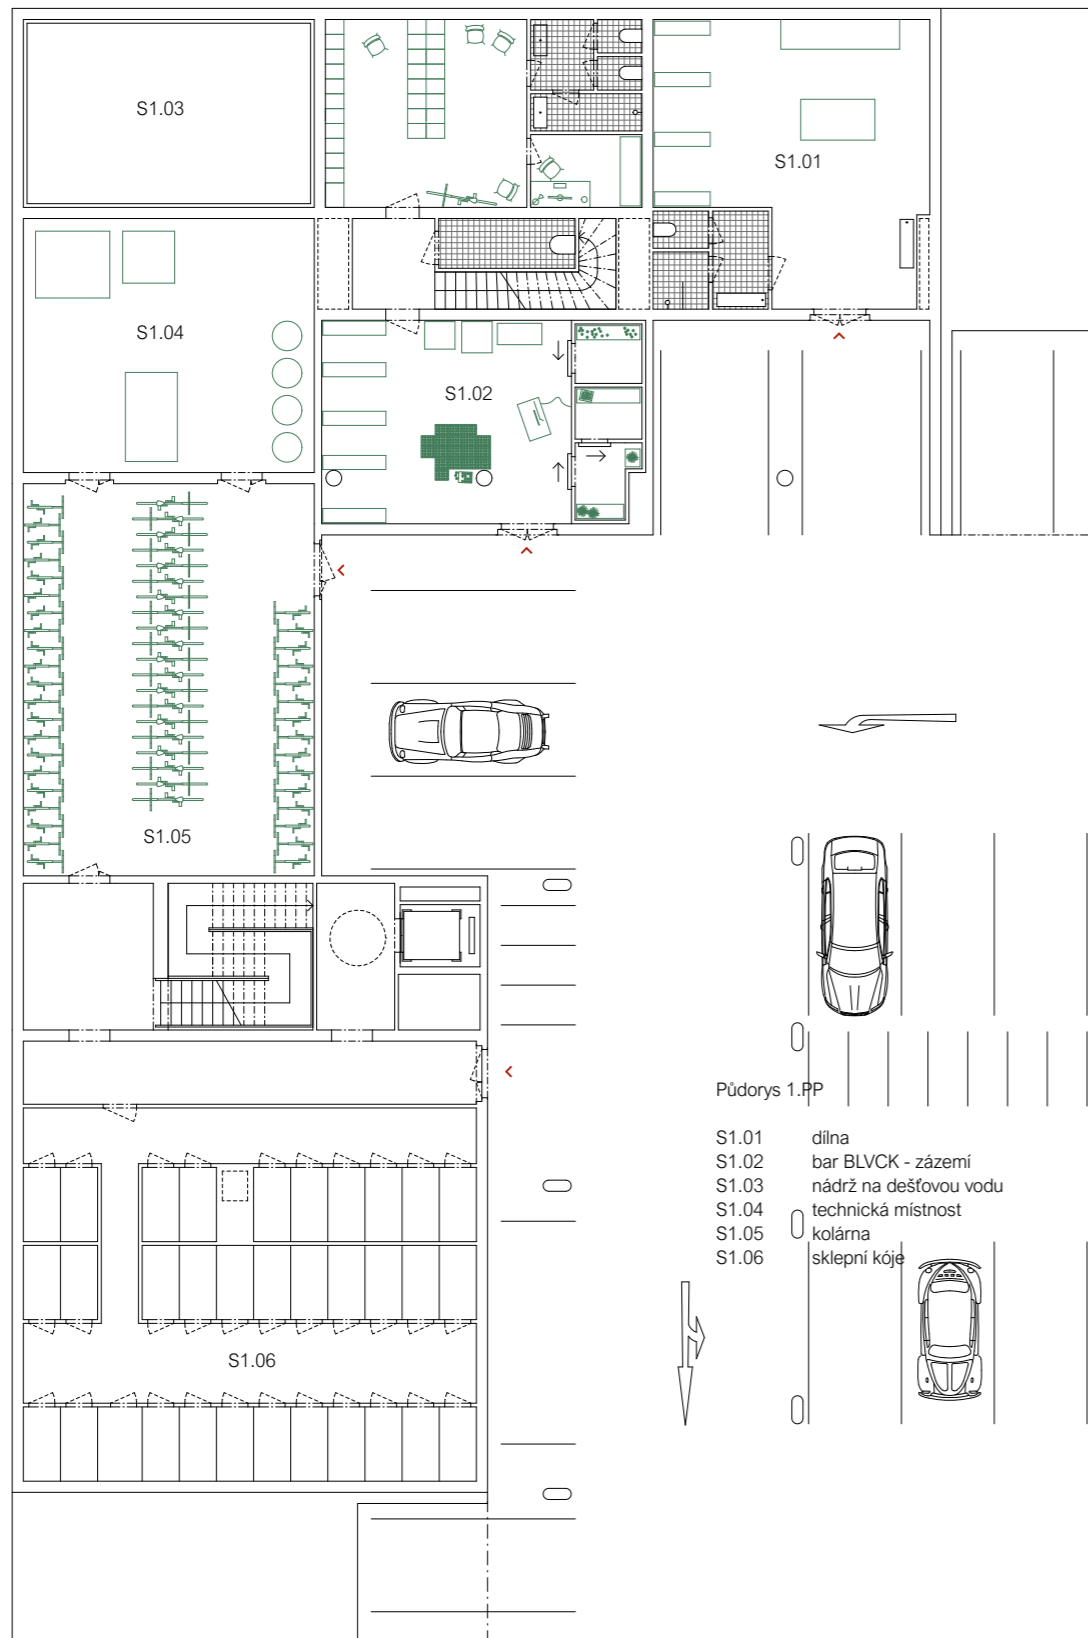 S1.03
S1.01
S1.04
S1.02
S1.05
Půdorys 1.PP
S1.01 dílna
S1.02 bar BLVCK - zázemí
S1.03 nádrž na dešťovou vodu
S1.04 technická místnost
S1.05 kolárna
S1.06 sklepní kóje
S1.06